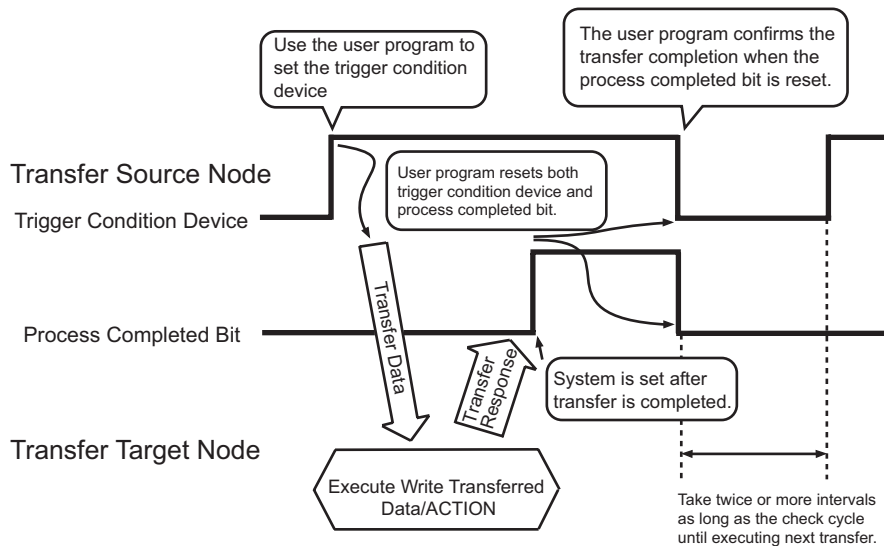 Use the user program to
set the trigger condition
device
The user program confirms the
transfer completion when the
process completed bit is reset.
Transfer Source Node
Trigger Condition Device
User program resets both
trigger condition device and
process completed bit.
Transfer Data
Process Completed Bit
Transfer
Response
System is set after
transfer is completed.
Transfer Target Node
Execute Write Transferred
Data/ACTION
Take twice or more intervals
as long as the check cycle
until executing next transfer.